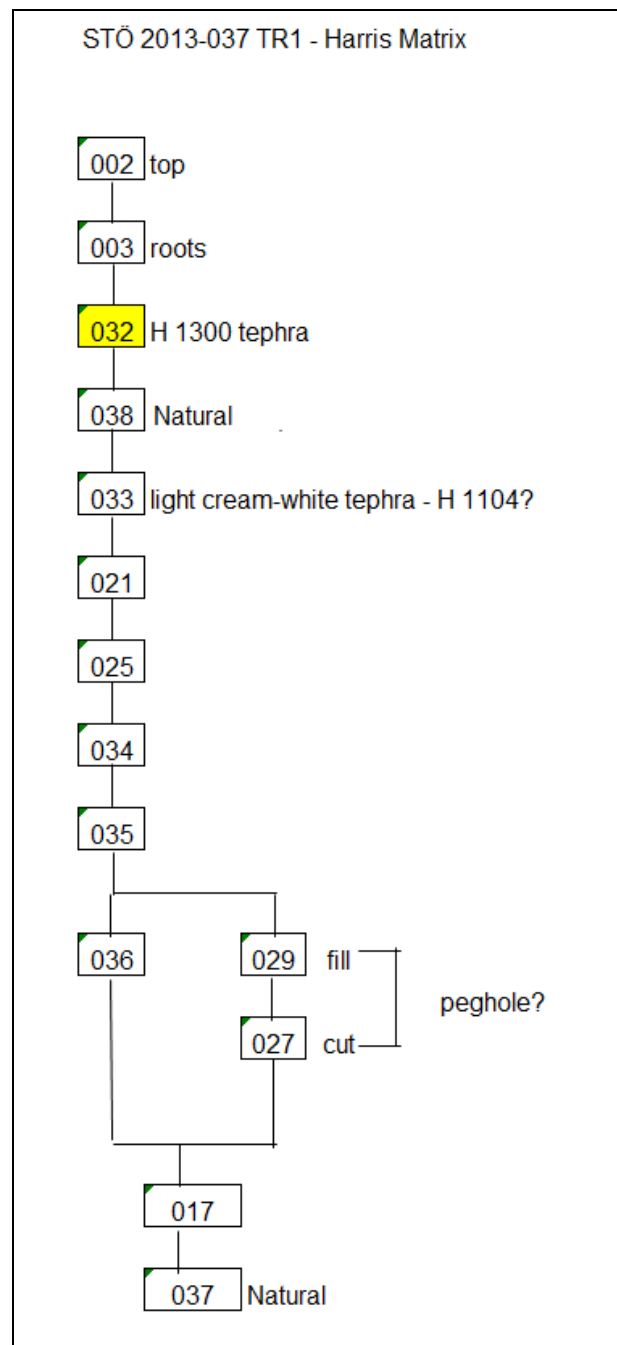 STÖ 2013-037 TR1 - Harris Matrix
002 top
003 roots
032 H 1300 tephra
038 Natural
033 light cream-white tephra - H 1104?
021
025
034
035
036 029 fill
peghole?
027 cut
017
037 Natural